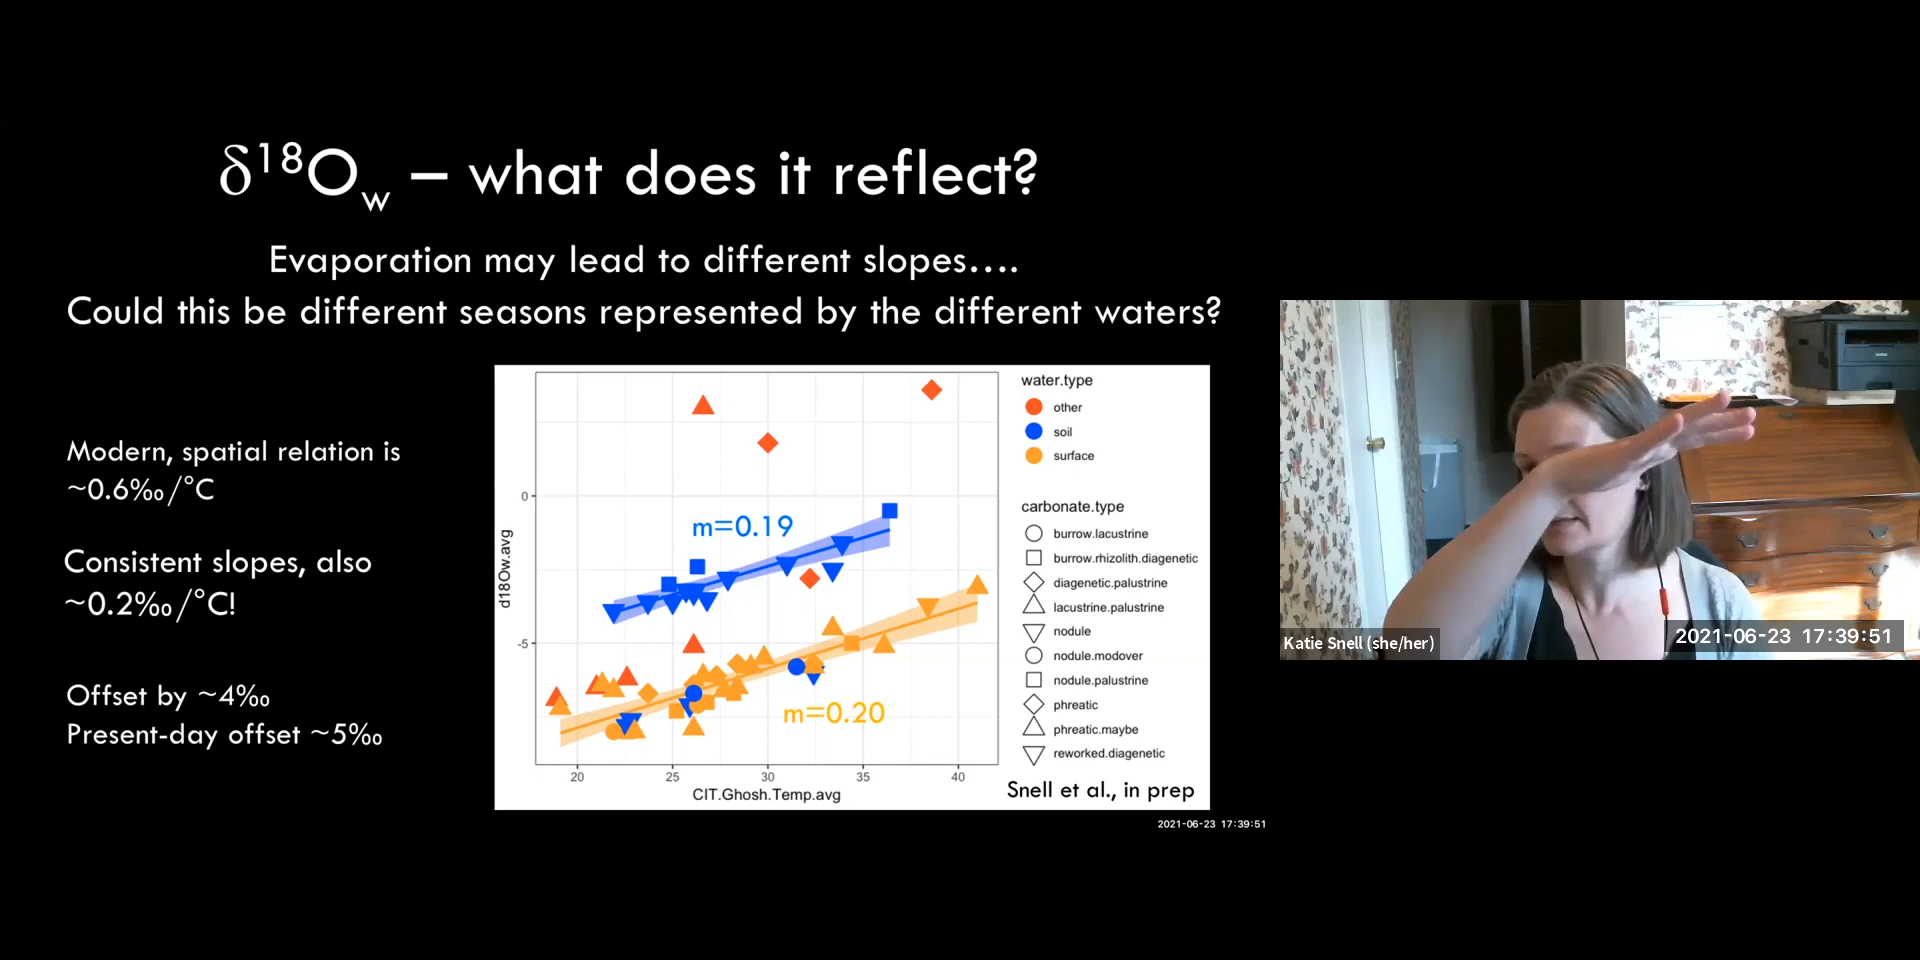 δ18Ow – what does it reflect?
Evaporation may lead to different slopes....
Could this be different seasons represented by the different waters?
Modern, spatial relation is
~0.6‰/°C
Consistent slopes, also
~0.2‰/°C!
Offset by ~4‰
Present-day offset ~5‰
d18Ow.avg
0
-5
m=0.19
m=0.20
20 25 30 35 40
CIT.Ghosh.Temp.avg
water.type
other
soil
surface
carbonate.type
burrow.lacustrine
burrow.rhizolith.diagenetic
diagenetic.palustrine
lacustrine.palustrine
nodule
nodule.modover
nodule.palustrine
phreatic
phreatic.maybe
reworked.diagenetic
Snell et al., in prep
2021-06-23 17:39:51
Katie Snell (she/her)
2021-06-23 17:39:51